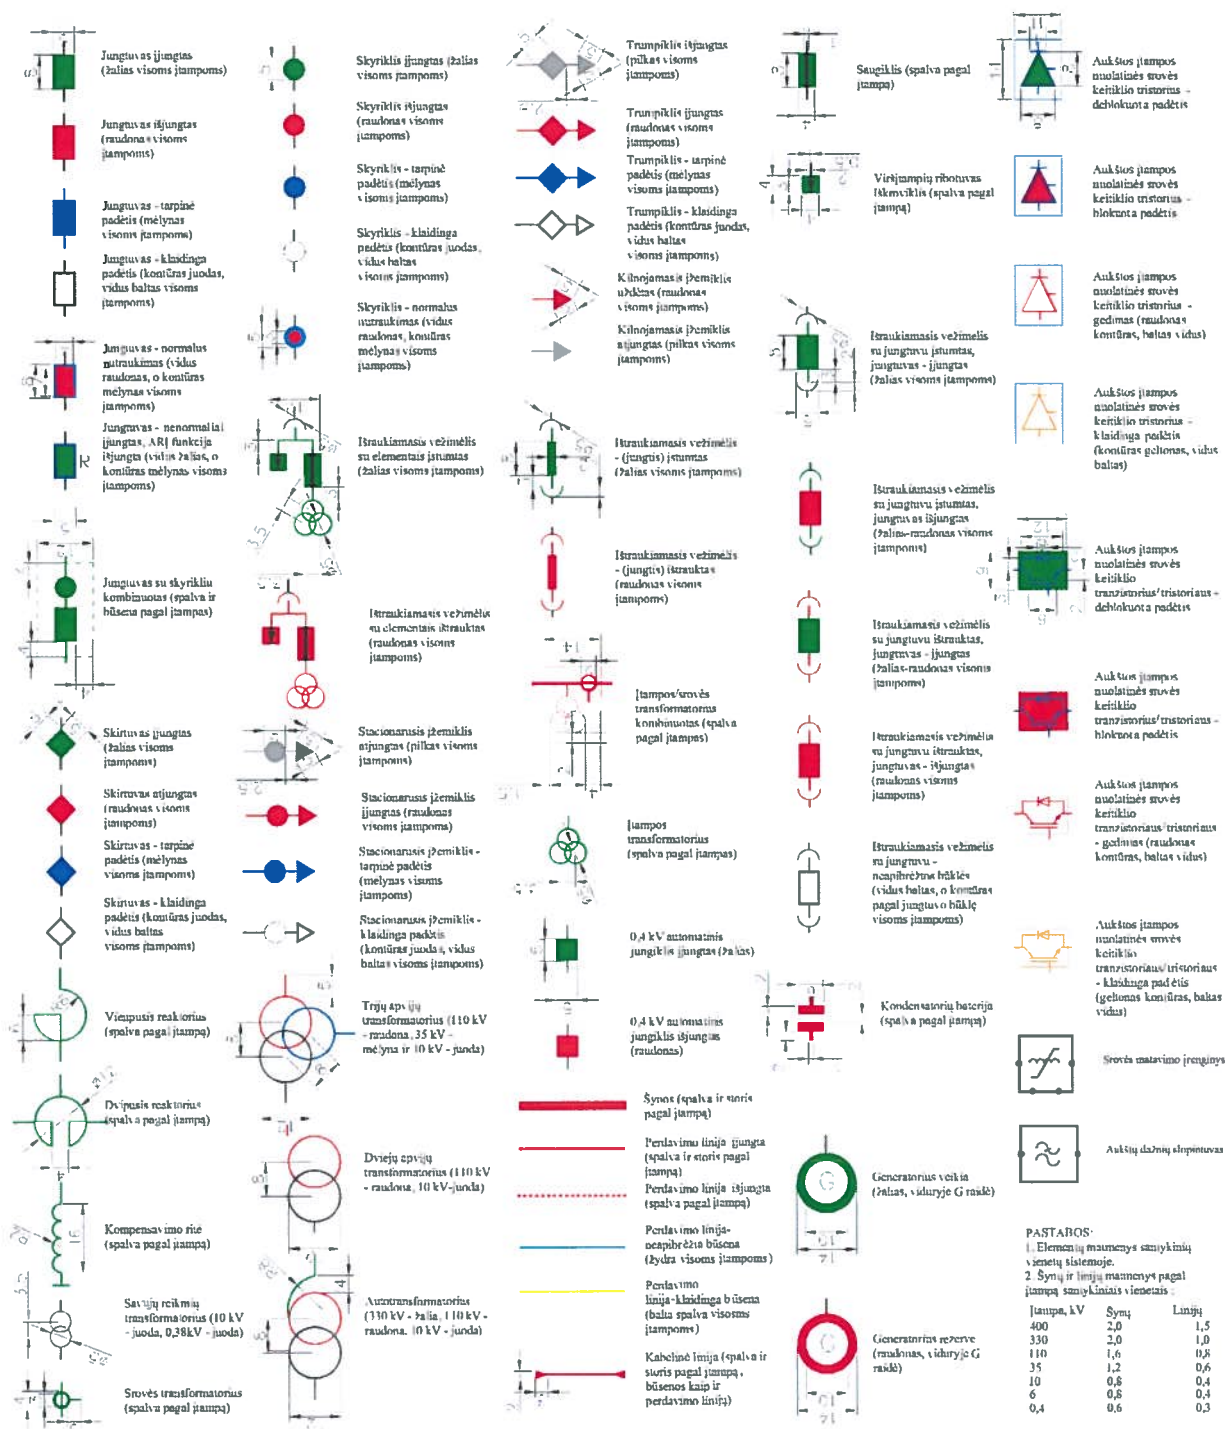 Jungtuvas įjungtas
(žalias visoms įtampoms)
Jungtuvas išjungtas
(raudonas visoms
įtampoms)
Jungtuvas - tarpinė
padėtis (mėlynas
visoms įtampoms)
Jungtuvas - klaidinga
padėtis (kontūras juodas,
vidus baltas visoms
įtampoms)
Jungtuvas - normalus
nutraukimas (vidus
raudonas, o kontūras
mėlynas visoms
įtampoms)
Jungtuvas - nenormaliai
įjungtas, ARĮ funkcija
išjungta (vidus žalias, o
kontūras mėlynas visoms
įtampoms)
Jungtuvas su skyrikliu
kombinuotas (spalva ir
būsena pagal įtampas)
Skirtuvas įjungtas
(žalias visoms
įtampoms)
Skirtuvas atjungtas
(raudonas visoms
įtampoms)
Skirtuvas - tarpinė
padėtis (mėlynas
visoms įtampoms)
Skirtuvas - klaidinga
padėtis (kontūras juodas,
vidus baltas
visoms įtampoms)
Vienpusis reaktorius
(spalva pagal įtampą)
Dvipusis reaktorius
(spalva pagal įtampą)
Kompensavimo ritė
(spalva pagal įtampą)
Savųjų reikmių
transformatorius (10 kV
- juoda, 0,38kV - juoda)
Srovės transformatorius
(spalva pagal įtampą)
Skyriklis įjungtas (žalias
visoms įtampoms)
Skyriklis išjungtas
(raudonas visoms
įtampoms)
Skyriklis - tarpinė
padėtis (mėlynas
visoms įtampoms)
Skyriklis - klaidinga
padėtis (kontūras juodas,
vidus baltas
visoms įtampoms)
Skyriklis - normalus
nutraukimas (vidus
raudonas, kontūras
mėlynas visoms
įtampoms)
Ištraukiamasis vežimėlis
su elementais įstumtas
(žalias visoms įtampoms)
Ištraukiamasis vežimėlis
su elementais ištrauktas
(raudonas visoms
įtampoms)
Stacionarusis įžemiklis
atjungtas (pilkas visoms
įtampoms)
Stacionarusis įžemiklis
įjungtas (raudonas
visoms įtampoms)
Stacionarusis įžemiklis -
tarpinė padėtis
(mėlynas visoms
įtampoms)
Stacionarusis įžemiklis -
klaidinga padėtis
(kontūras juodas, vidus
baltas visoms įtampoms)
Trijų apvijų
transformatorius (110 kV
- raudona, 35 kV -
mėlyna ir 10 kV - juoda)
Dviejų apvijų
transformatorius (110 kV
- raudona, 10 kV-juoda)
Autotransformatorius
(330 kV - žalia, 110 kV -
raudona, 10 kV - juoda)
Trumpiklis išjungtas
(pilkas visoms
įtampoms)
Trumpiklis įjungtas
(raudonas visoms
įtampoms)
Trumpiklis - tarpinė
padėtis (mėlynas
visoms įtampoms)
Trumpiklis - klaidinga
padėtis (kontūras juodas,
vidus baltas
visoms įtampoms)
Kilnojamasis įžemiklis
uždėtas (raudonas
visoms įtampoms)
Kilnojamasis įžemiklis
atjungtas (pilkas visoms
įtampoms)
Ištraukiamasis vežimėlis
- (jungtis) įstumtas
(žalias visoms įtampoms)
Ištraukiamasis vežimėlis
- (jungtis) ištrauktas
(raudonas visoms
įtampoms)
Įtampos/srovės
transformatorius
kombinuotas (spalva
pagal įtampas)
Įtampos
transformatorius
(spalva pagal įtampas)
0,4 kV automatinis
jungiklis įjungtas (žalias)
0,4 kV automatinis
jungiklis išjungtas
(raudonas)
Šynos (spalva ir storis
pagal įtampą)
Perdavimo linija įjungta
(spalva ir storis pagal
įtampą)
Perdavimo linija išjungta
(spalva pagal įtampą)
Perdavimo linija-
neapibrėžta būsena
(žydra visoms įtampoms)
Perdavimo
linija-klaidinga būsena
(balta spalva visosms
įtampoms)
Kabelinė linija (spalva ir
storis pagal įtampą,
būsenos kaip ir
perdavimo linijų)
Saugiklis (spalva pagal
įtampą)
Viršįtampių ribotuvas
Iškroviklis (spalva pagal
įtampą)
Ištraukiamasis vežimėlis
su jungtuvu įstumtas,
jungtuvas - įjungtas
(žalias visoms įtampoms)
Ištraukiamasis vežimėlis
su jungtuvu įstumtas,
jungtuvas išjungtas
(žalias-raudonas visoms
įtampoms)
Ištraukiamasis vežimėlis
su jungtuvu ištrauktas,
jungtuvas - įjungtas
(žalias-raudonas visoms
įtampoms)
Ištraukiamasis vežimėlis
su jungtuvu ištrauktas,
jungtuvas - išjungtas
(raudonas visoms
įtampoms)
Ištraukiamasis vežimėlis
su jungtuvu -
neapibrėžtos būklės
(vidus baltas, o kontūras
pagal jungtuvo būklę
visoms įtampoms)
Kondensatorių baterija
(spalva pagal įtampą)
G
Generatorius veikia
(žalias, viduryje G raidė)
G
Generatorius rezerve
(raudonas, viduryje G
raidė)
Aukštos įtampos
nuolatinės srovės
keitiklio tristorius -
deblokuota padėtis
Aukštos įtampos
nuolatinės srovės
keitiklio tristorius -
blokuota padėtis
Aukštos įtampos
nuolatinės srovės
keitiklio tristorius -
gedimas (raudonas
kontūras, baltas vidus)
Aukštos įtampos
nuolatinės srovės
keitiklio tristorius -
klaidinga padėtis
(kontūras geltonas, vidus
baltas)
Aukštos įtampos
nuolatinės srovės
keitiklio
tranzistorius/tristoriaus -
deblokuota padėtis
Aukštos įtampos
nuolatinės srovės
keitiklio
tranzistorius/tristoriaus -
blokuota padėtis
Aukštos įtampos
nuolatinės srovės
keitiklio
tranzistoriaus/tristoriaus
- gedimas (raudonas
kontūras, baltas vidus)
Aukštos įtampos
nuolatinės srovės
keitiklio
tranzistoriaus/tristoriaus
- klaidinga padėtis
(geltonas kontūras, baltas
vidus)
Srovės matavimo įrenginys
Aukštų dažnių slopintuvas
PASTABOS:
1. Elementų matmenys santykinių
vienetų sistemoje.
2. Šynų ir linijų matmenys pagal
įtampą santykiniais vienetais :
Įtampa, kV Šynų Linijų
400 2,0 1,5
330 2,0 1,0
110 1,6 0,8
35 1,2 0,6
10 0,8 0,4
6 0,8 0,4
0,4 0,6 0,3